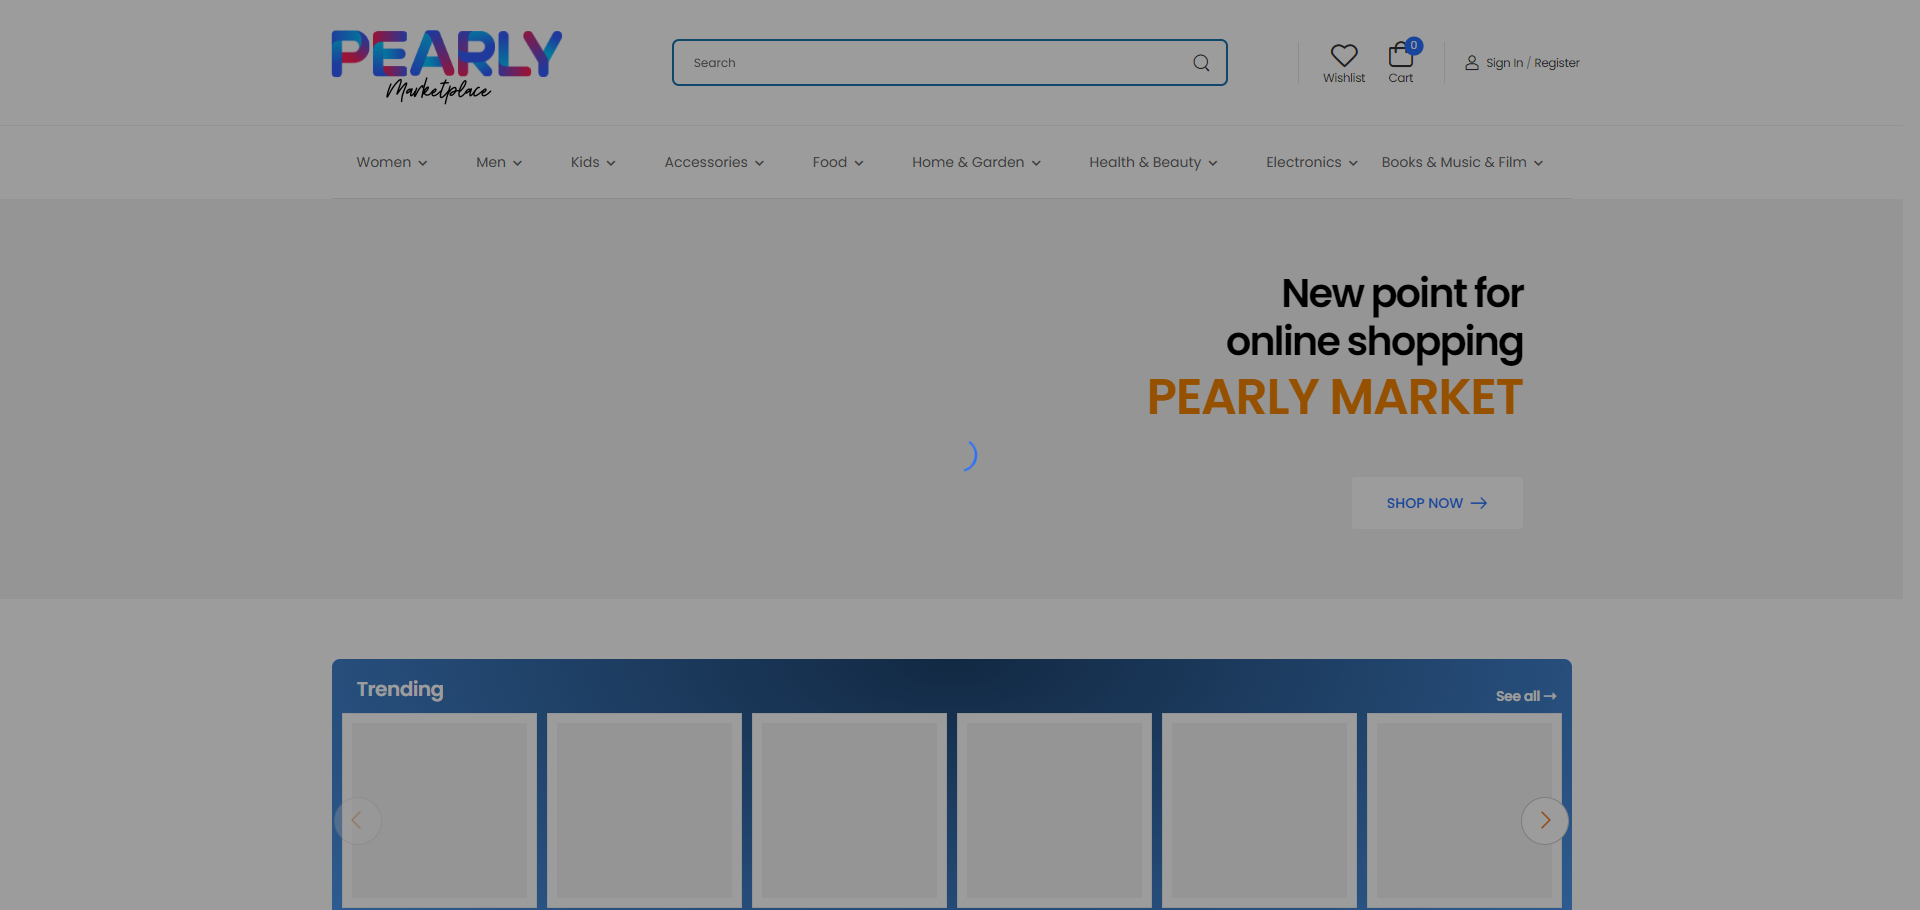 PEARLY
Marketplace
Search
Wishlist
Cart
0
Sign In / Register
Women
Men
Kids
Accessories
Food
Home & Garden
Health & Beauty
Electronics
Books & Music & Film
New point for
online shopping
PEARLY MARKET
SHOP NOW
Trending
See all